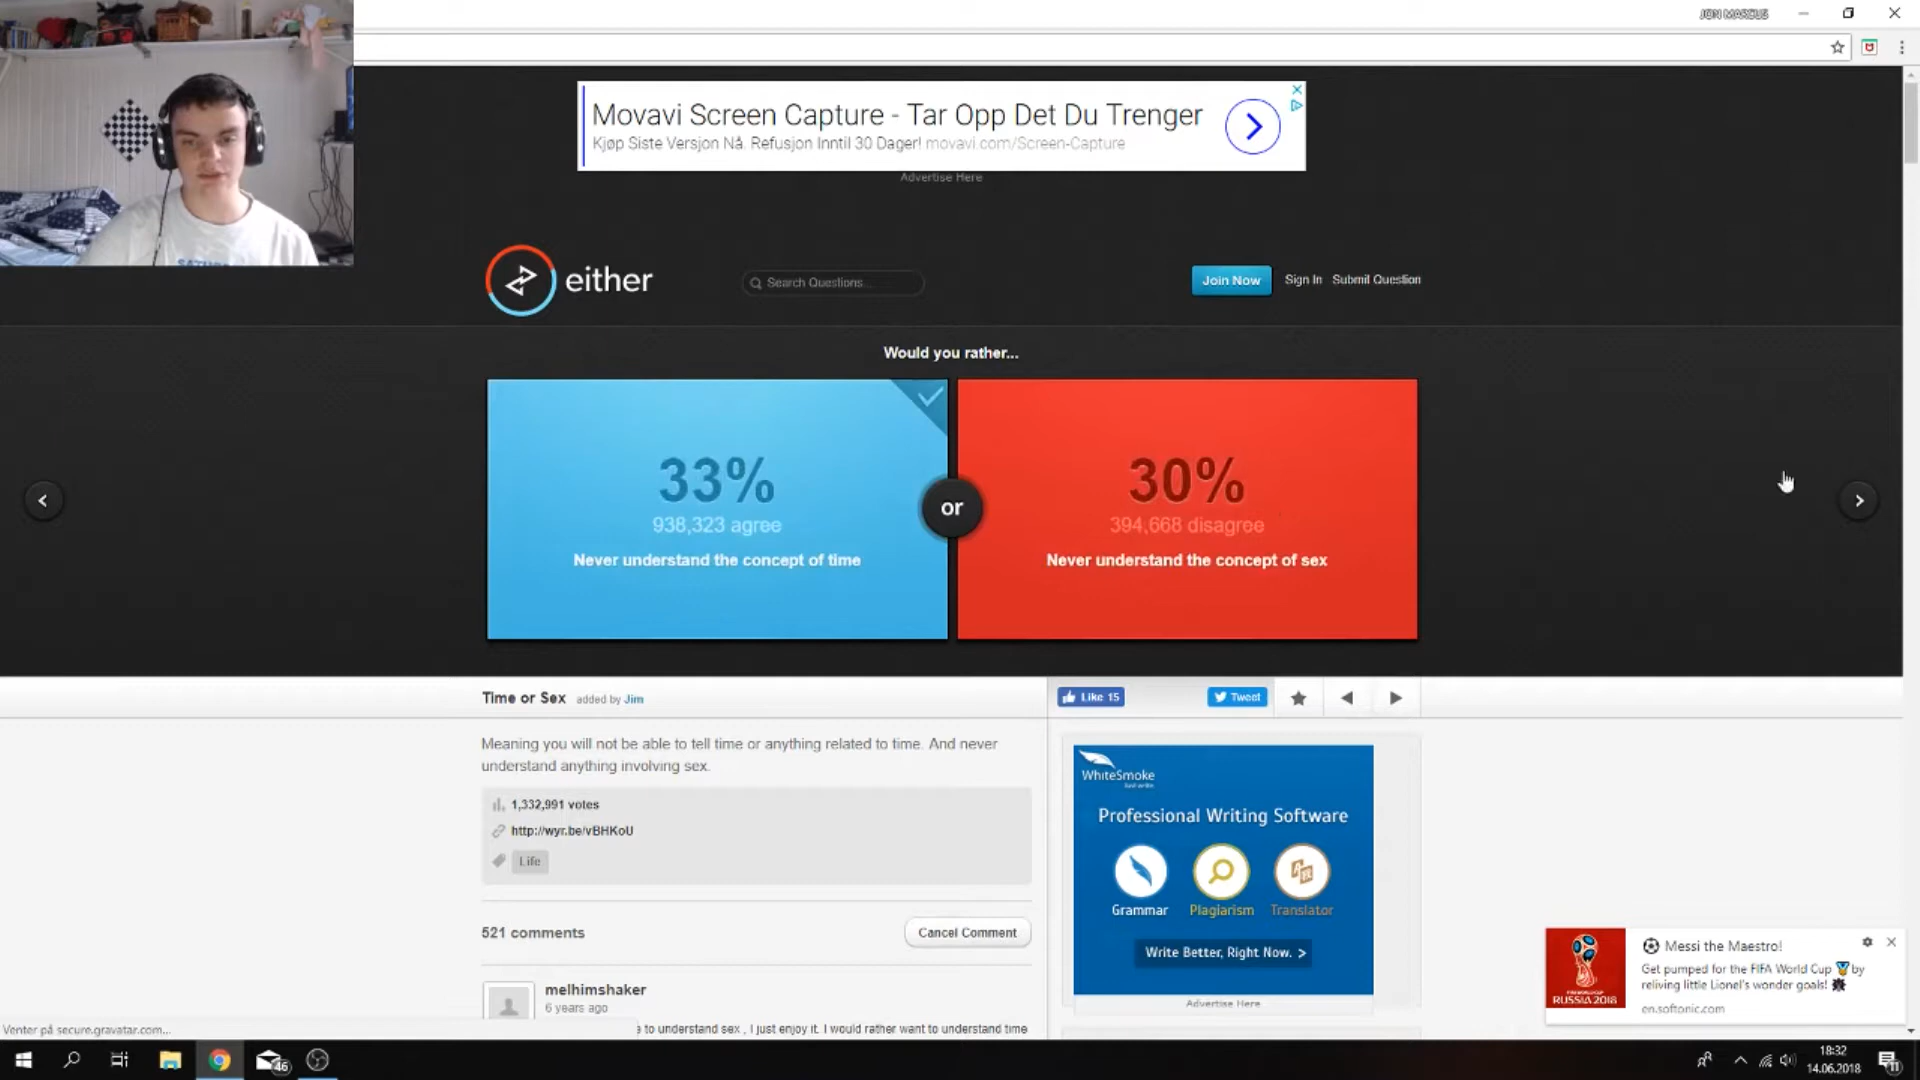 JON MARCUS
Movavi Screen Capture - Tar Opp Det Du Trenger
Kjøp Siste Versjon Nå. Refusjon Inntil 30 Dager! movavi.com/Screen-Capture
Advertise Here
either
Search Questions...
Join Now
Sign In
Submit Question
Would you rather...
33%
938,323 agree
Never understand the concept of time
or
30%
394,668 disagree
Never understand the concept of sex
Time or Sex added by Jim
Like 15
Tweet
Meaning you will not be able to tell time or anything related to time. And never
understand anything involving sex.
1,332,991 votes
http://wyr.be/vBHKoU
Life
521 comments
Cancel Comment
melhimshaker
6 years ago
to understand sex , I just enjoy it. I would rather want to understand time
WhiteSmoke
Professional Writing Software
Grammar
Plagiarism
Translator
Write Better, Right Now. >
Advertise Here
RUSSIA 2018
Messi the Maestro!
Get pumped for the FIFA World Cup by
reliving little Lionel's wonder goals!
en.softonic.com
Venter på secure.gravatar.com...
46
18:32
14.06.2018
11